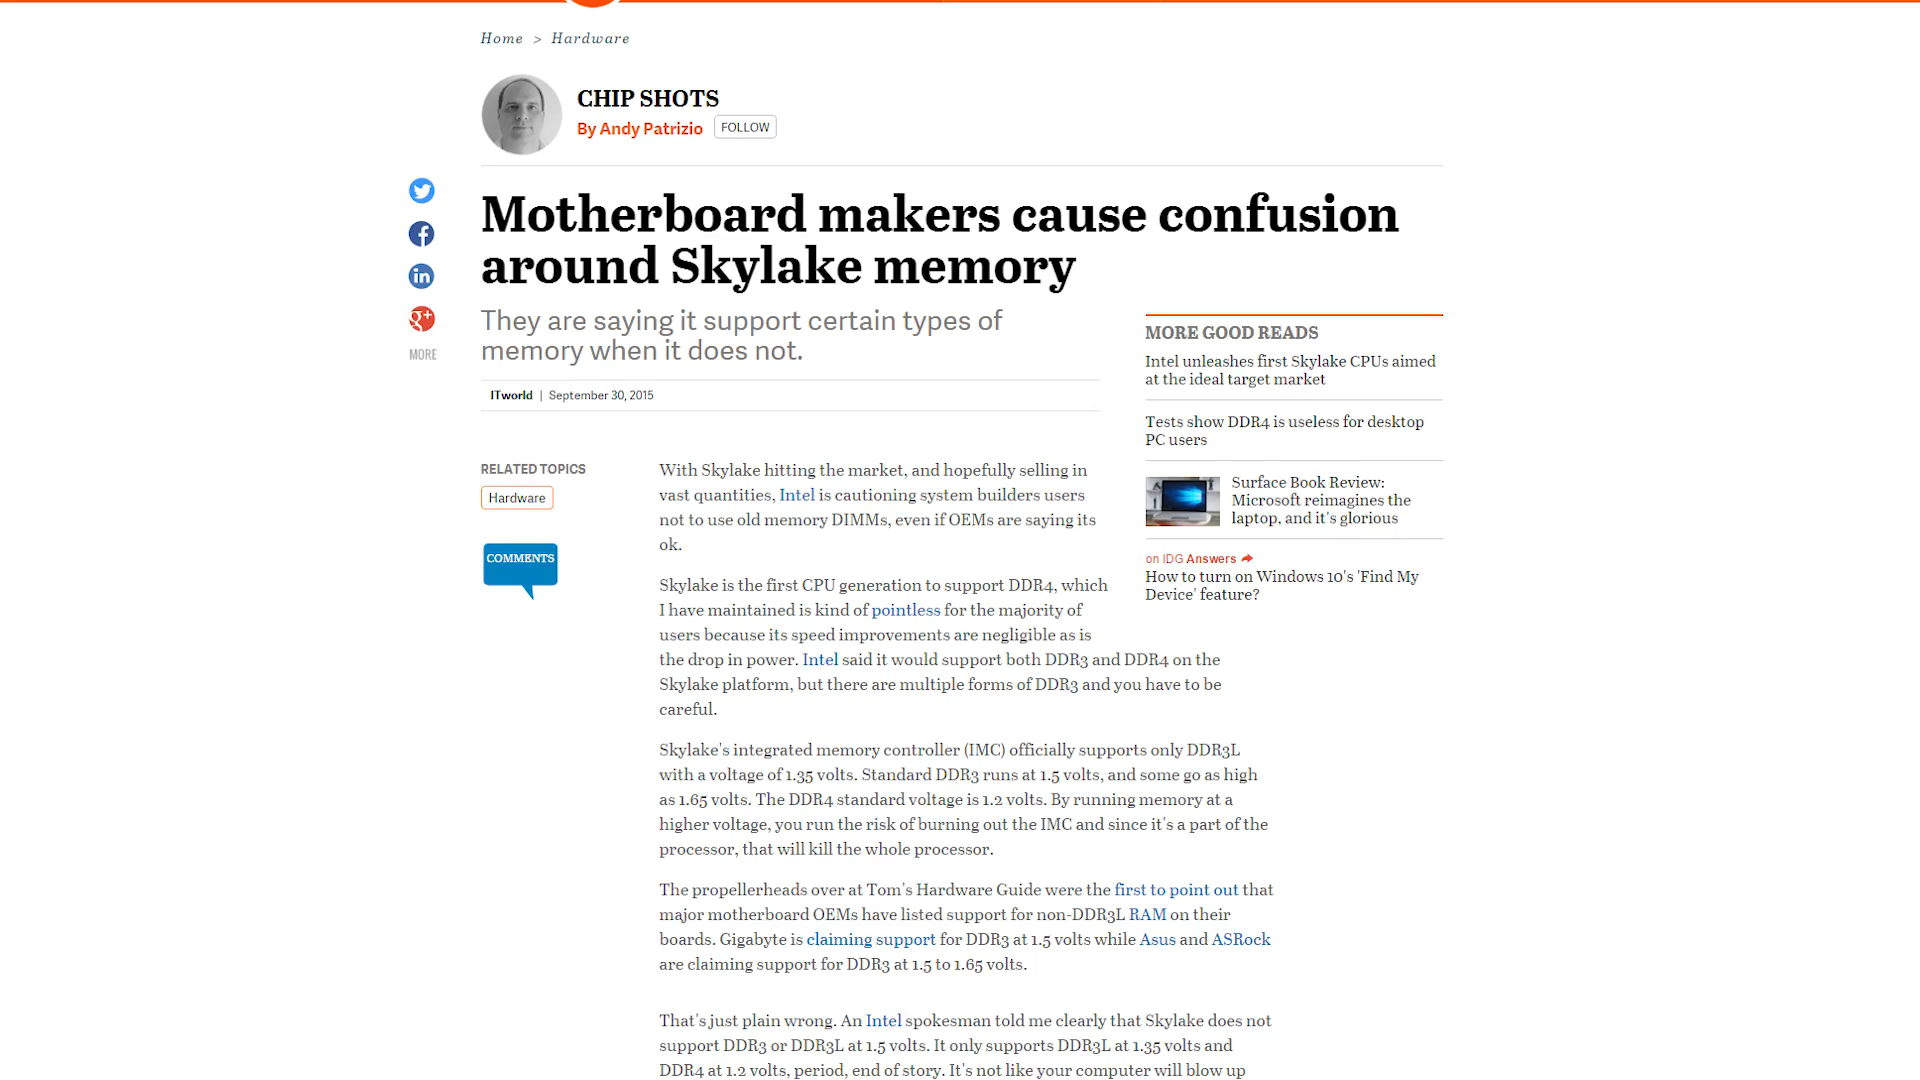 Home > Hardware
CHIP SHOTS
By Andy Patrizio FOLLOW
Motherboard makers cause confusion
around Skylake memory
They are saying it support certain types of
memory when it does not.
MORE
ITworld | September 30, 2015
MORE GOOD READS
Intel unleashes first Skylake CPUs aimed
at the ideal target market
Tests show DDR4 is useless for desktop
PC users
Surface Book Review:
Microsoft reimagines the
laptop, and it's glorious
on IDG Answers
How to turn on Windows 10's 'Find My
Device' feature?
RELATED TOPICS
Hardware
COMMENTS
With Skylake hitting the market, and hopefully selling in
vast quantities, Intel is cautioning system builders users
not to use old memory DIMMs, even if OEMs are saying its
ok.
Skylake is the first CPU generation to support DDR4, which
I have maintained is kind of pointless for the majority of
users because its speed improvements are negligible as is
the drop in power. Intel said it would support both DDR3 and DDR4 on the
Skylake platform, but there are multiple forms of DDR3 and you have to be
careful.
Skylake's integrated memory controller (IMC) officially supports only DDR3L
with a voltage of 1.35 volts. Standard DDR3 runs at 1.5 volts, and some go as high
as 1.65 volts. The DDR4 standard voltage is 1.2 volts. By running memory at a
higher voltage, you run the risk of burning out the IMC and since it's a part of the
processor, that will kill the whole processor.
The propellerheads over at Tom's Hardware Guide were the first to point out that
major motherboard OEMs have listed support for non-DDR3L RAM on their
boards. Gigabyte is claiming support for DDR3 at 1.5 volts while Asus and ASRock
are claiming support for DDR3 at 1.5 to 1.65 volts.
That's just plain wrong. An Intel spokesman told me clearly that Skylake does not
support DDR3 or DDR3L at 1.5 volts. It only supports DDR3L at 1.35 volts and
DDR4 at 1.2 volts, period, end of story. It's not like your computer will blow up